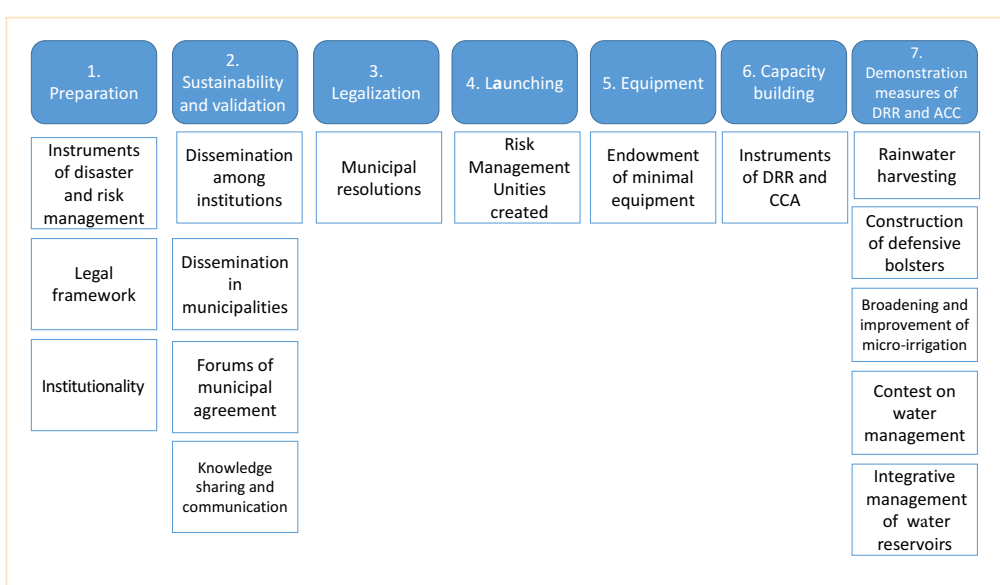 1.
Preparation
2.
Sustainability
and validation
3.
Legalization
4. Launching
5. Equipment
6. Capacity
building
7.
Demonstration
measures of
DRR and ACC
Instruments
of disaster
and risk
management
Legal
framework
Institutionality
Dissemination
among
institutions
Dissemination
in
municipalities
Forums of
municipal
agreement
Knowledge
sharing and
communication
Municipal
resolutions
Risk
Management
Unities
created
Endowment
of minimal
equipment
Instruments
of DRR and
CCA
Rainwater
harvesting
Construction
of defensive
bolsters
Broadening and
improvement of
micro-irrigation
Contest on
water
management
Integrative
management
of water
reservoirs